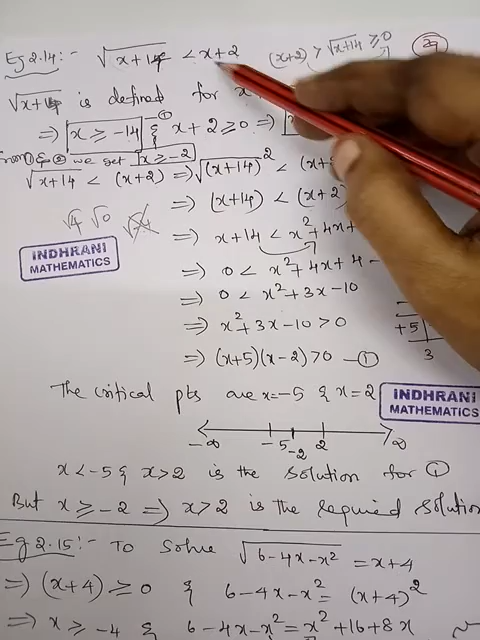 Eg 2.14:- √x+14 < x+2 (x+2) > √x+14 ≥ 0 29
√x+14 is defined for x
⇒ x ≥ -14 ① & x+2 ≥ 0 ⇒
From ① & ② we get x ≥ -2
√x+14 < (x+2) ⇒ √(x+14)² < (x+
⇒ (x+14) < (x+2)
√4 √0
⇒ x+14 < x²+4x+
INDHRANI
MATHEMATICS
⇒ 0 < x²+4x+4 -
⇒ 0 < x²+3x-10
⇒ x²+3x-10 > 0
+5
3
⇒ (x+5)(x-2) > 0 —①
The critical pts are x=-5 & x=2
INDHRANI
MATHEMATICS
-∞ -5 -2 2 ∞
x<-5 & x>2 is the solution for ①
But x ≥ -2 ⇒ x>2 is the required solution
Eg 2.15:- To solve √6-4x-x² = x+4
⇒ (x+4) ≥ 0 & 6-4x-x² = (x+4)²
⇒ x ≥ -4 & 6-4x-x² = x²+16+8x